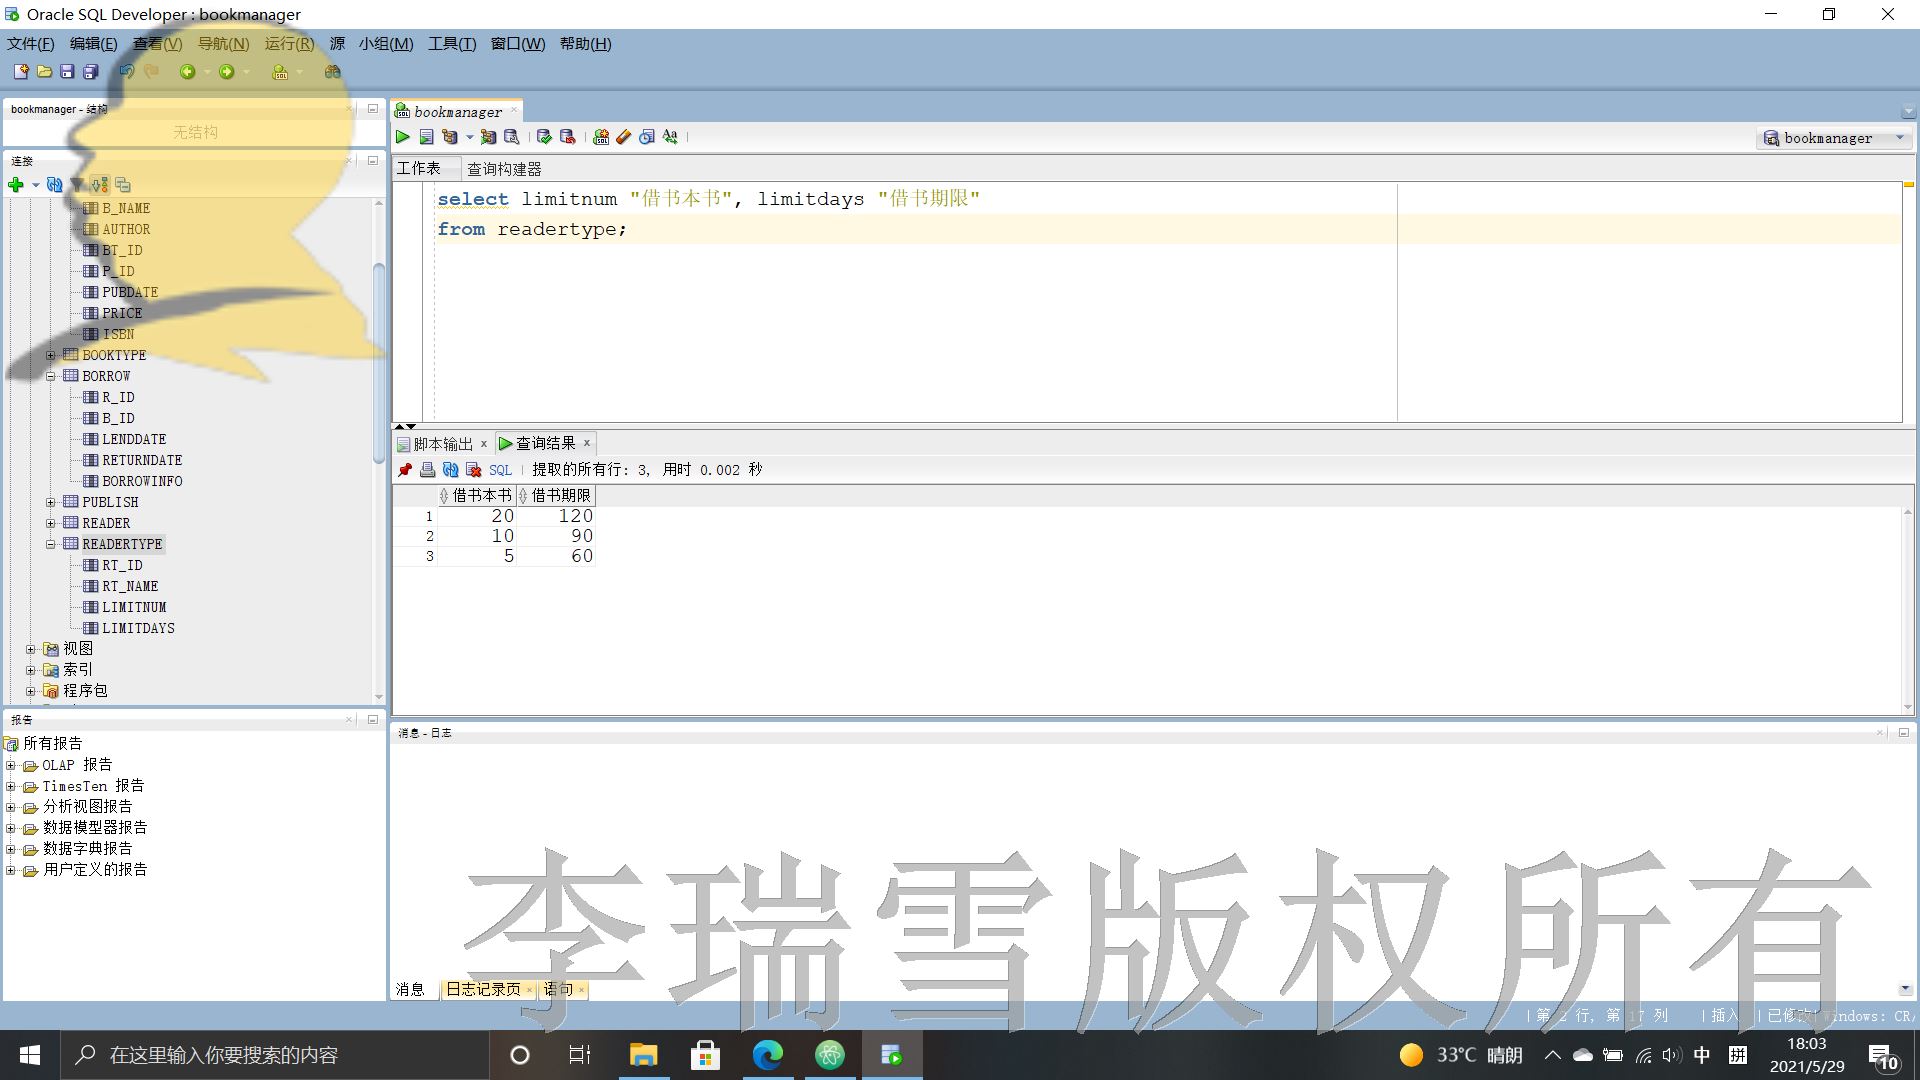 Oracle SQL Developer : bookmanager
文件(F) 编辑(E) 查看(V) 导航(N) 运行(R) 源 小组(M) 工具(T) 窗口(W) 帮助(H)
bookmanager - 结构
无结构
连接
B_NAME
AUTHOR
BT_ID
P_ID
PUBDATE
PRICE
ISBN
BOOKTYPE
BORROW
R_ID
B_ID
LENDDATE
RETURNDATE
BORROWINFO
PUBLISH
READER
READERTYPE
RT_ID
RT_NAME
LIMITNUM
LIMITDAYS
视图
索引
程序包
报告
所有报告
OLAP 报告
TimesTen 报告
分析视图报告
数据模型器报告
数据字典报告
用户定义的报告
bookmanager
bookmanager
工作表 查询构建器
select limitnum "借书本书", limitdays "借书期限"
from readertype;
脚本输出 查询结果
SQL | 提取的所有行: 3, 用时 0.002 秒
借书本书 借书期限
1 20 120
2 10 90
3 5 60
消息 - 日志
李瑞雪版权所有
消息 日志记录页 语句
第 2 行, 第 17 列 | 插入 | 已修改 | Windows: CR/
在这里输入你要搜索的内容
33°C 晴朗
中 拼
18:03
2021/5/29
10